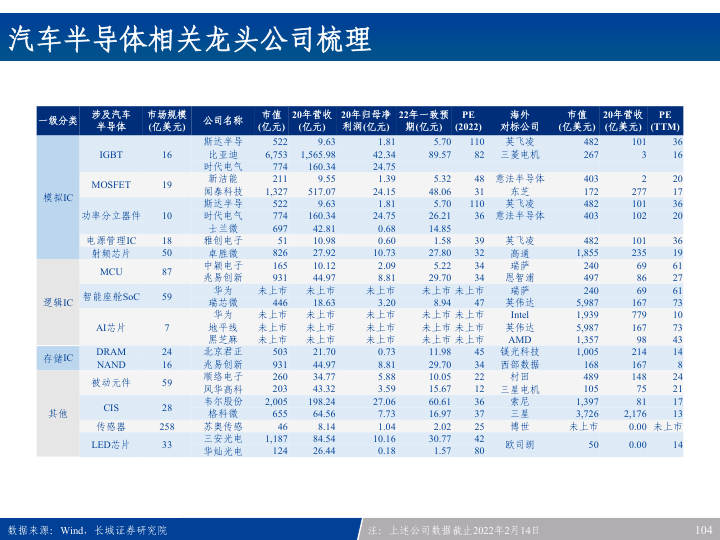 汽车半导体相关龙头公司梳理
一级分类 涉及汽车半导体 市场规模(亿美元) 公司名称 市值(亿元) 20年营收(亿元) 20年归母净利润(亿元) 22年一致预期(亿元) PE(2022) 海外对标公司 市值(亿美元) 20年营收(亿美元) PE(TTM)
模拟IC IGBT 16 斯达半导 522 9.63 1.81 5.70 110 英飞凌 482 101 36
比亚迪 6,753 1,565.98 42.34 89.57 82 三菱电机 267 3 16
时代电气 774 160.34 24.75
MOSFET 19 新洁能 211 9.55 1.39 5.32 48 意法半导体 403 2 20
闻泰科技 1,327 517.07 24.15 48.06 31 东芝 172 277 17
功率分立器件 10 斯达半导 522 9.63 1.81 5.70 110 英飞凌 482 101 36
时代电气 774 160.34 24.75 26.21 36 意法半导体 403 102 20
士兰微 697 42.81 0.68 14.85
电源管理IC 18 雅创电子 51 10.98 0.60 1.58 39 英飞凌 482 101 36
射频芯片 50 卓胜微 826 27.92 10.73 27.80 32 高通 1,855 235 19
逻辑IC MCU 87 中颖电子 165 10.12 2.09 5.22 34 瑞萨 240 69 61
兆易创新 931 44.97 8.81 29.70 34 恩智浦 497 86 27
智能座舱SoC 59 华为 未上市 未上市 未上市 未上市 未上市 瑞萨 240 69 61
瑞芯微 446 18.63 3.20 8.94 47 英伟达 5,987 167 73
AI芯片 7 华为 未上市 未上市 未上市 未上市 未上市 Intel 1,939 779 10
地平线 未上市 未上市 未上市 未上市 未上市 英伟达 5,987 167 73
黑芝麻 未上市 未上市 未上市 未上市 未上市 AMD 1,357 98 43
存储IC DRAM 24 北京君正 503 21.70 0.73 11.98 45 镁光科技 1,005 214 14
NAND 16 兆易创新 931 44.97 8.81 29.70 34 西部数据 168 167 8
其他 被动元件 59 顺络电子 260 34.77 5.88 10.05 22 村田 489 148 24
风华高科 203 43.32 3.59 15.67 12 三星电机 105 75 21
CIS 28 韦尔股份 2,005 198.24 27.06 60.61 36 索尼 1,397 81 17
格科微 655 64.56 7.73 16.97 37 三星 3,726 2,176 13
传感器 258 苏奥传感 46 8.14 1.04 2.02 25 博世 未上市 0.00 未上市
LED芯片 33 三安光电 1,187 84.54 10.16 30.77 42 欧司朗 50 0.00 14
华灿光电 124 26.44 0.18 1.57 80
数据来源：Wind，长城证券研究院
注：上述公司数据截止2022年2月14日
104